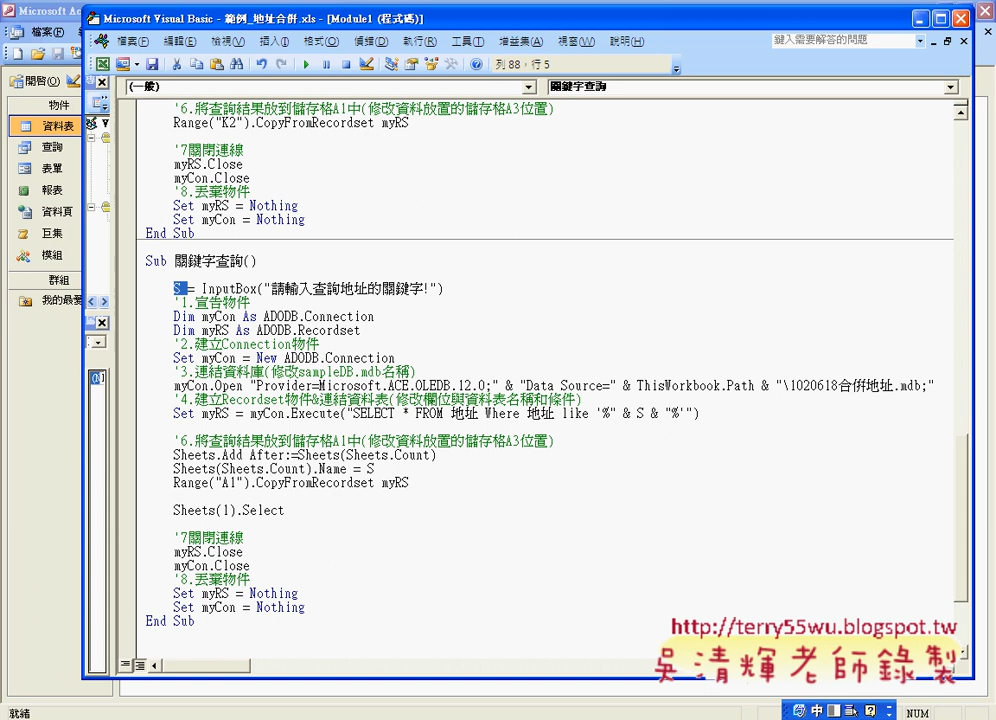 Microsoft Ac
Microsoft Visual Basic - 範例_地址合併.xls - [Module1 (程式碼)]
檔案(F)
檔案(F) 編輯(E) 檢視(V) 插入(I) 格式(O) 偵錯(D) 執行(R) 工具(T) 增益集(A) 視窗(W) 說明(H)
鍵入需要解答的問題
列 88，行 5
開啓(O)
(一般)
關鍵字查詢
物件
資料表
查詢
表單
報表
資料頁
巨集
模組
群組
我的最愛
'6.將查詢結果放到儲存格A1中(修改資料放置的儲存格A3位置)
Range("K2").CopyFromRecordset myRS
'7關閉連線
myRS.Close
myCon.Close
'8.丟棄物件
Set myRS = Nothing
Set myCon = Nothing
End Sub
Sub 關鍵字查詢()
S = InputBox("請輸入查詢地址的關鍵字!")
'1.宣告物件
Dim myCon As ADODB.Connection
Dim myRS As ADODB.Recordset
'2.建立Connection物件
Set myCon = New ADODB.Connection
'3.連結資料庫(修改sampleDB.mdb名稱)
myCon.Open "Provider=Microsoft.ACE.OLEDB.12.0;" & "Data Source=" & ThisWorkbook.Path & "\1020618合併地址.mdb;"
'4.建立Recordset物件&連結資料表(修改欄位與資料表名稱和條件)
Set myRS = myCon.Execute("SELECT * FROM 地址 Where 地址 like '%" & S & "%'")
'6.將查詢結果放到儲存格A1中(修改資料放置的儲存格A3位置)
Sheets.Add After:=Sheets(Sheets.Count)
Sheets(Sheets.Count).Name = S
Range("A1").CopyFromRecordset myRS
Sheets(1).Select
'7關閉連線
myRS.Close
myCon.Close
'8.丟棄物件
Set myRS = Nothing
Set myCon = Nothing
End Sub
http://terry55wu.blogspot.tw
吳清輝老師錄製
就緒
中
NUM